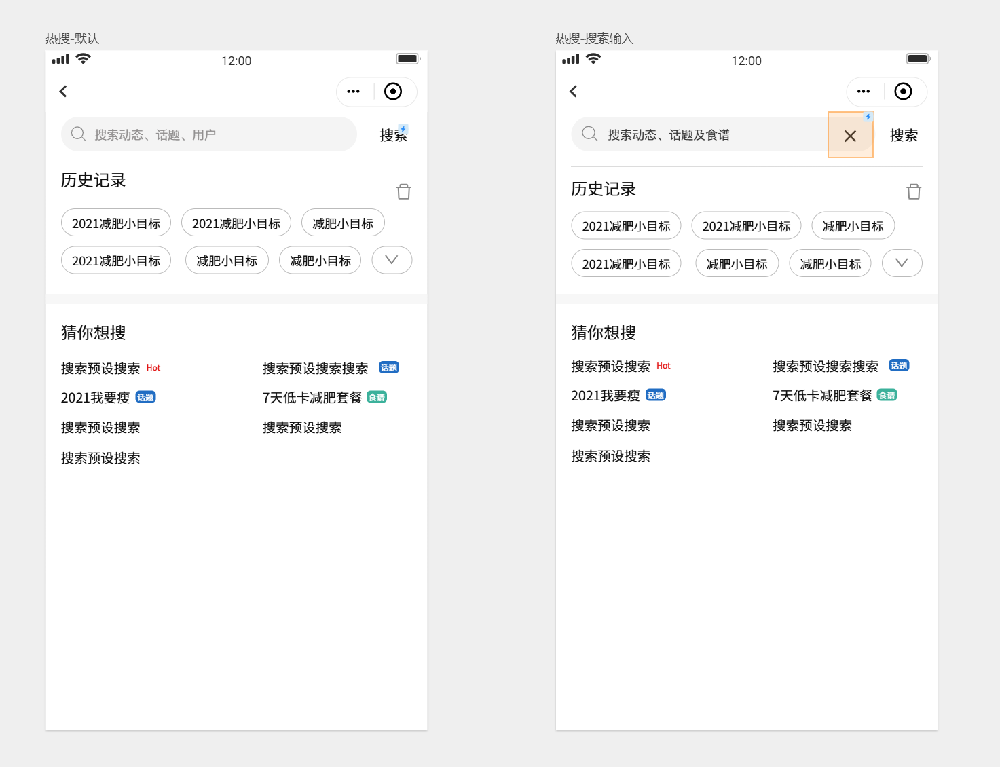 热搜-默认
12:00
搜索动态、话题、用户
搜索
历史记录
2021减肥小目标 2021减肥小目标 减肥小目标
2021减肥小目标 减肥小目标 减肥小目标
猜你想搜
搜索预设搜索 Hot 搜索预设搜索搜索 话题
2021我要瘦 话题 7天低卡减肥套餐 食谱
搜索预设搜索 搜索预设搜索
搜索预设搜索
热搜-搜索输入
12:00
搜索动态、话题及食谱
搜索
历史记录
2021减肥小目标 2021减肥小目标 减肥小目标
2021减肥小目标 减肥小目标 减肥小目标
猜你想搜
搜索预设搜索 Hot 搜索预设搜索搜索 话题
2021我要瘦 话题 7天低卡减肥套餐 食谱
搜索预设搜索 搜索预设搜索
搜索预设搜索